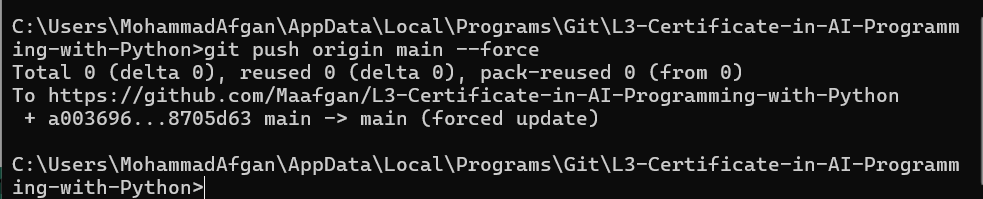 C:\Users\MohammadAfgan\AppData\Local\Programs\Git\L3-Certificate-in-AI-Programm
ing-with-Python>git push origin main --force
Total 0 (delta 0), reused 0 (delta 0), pack-reused 0 (from 0)
To https://github.com/Maafgan/L3-Certificate-in-AI-Programming-with-Python
 + a003696...8705d63 main -> main (forced update)
C:\Users\MohammadAfgan\AppData\Local\Programs\Git\L3-Certificate-in-AI-Programm
ing-with-Python>